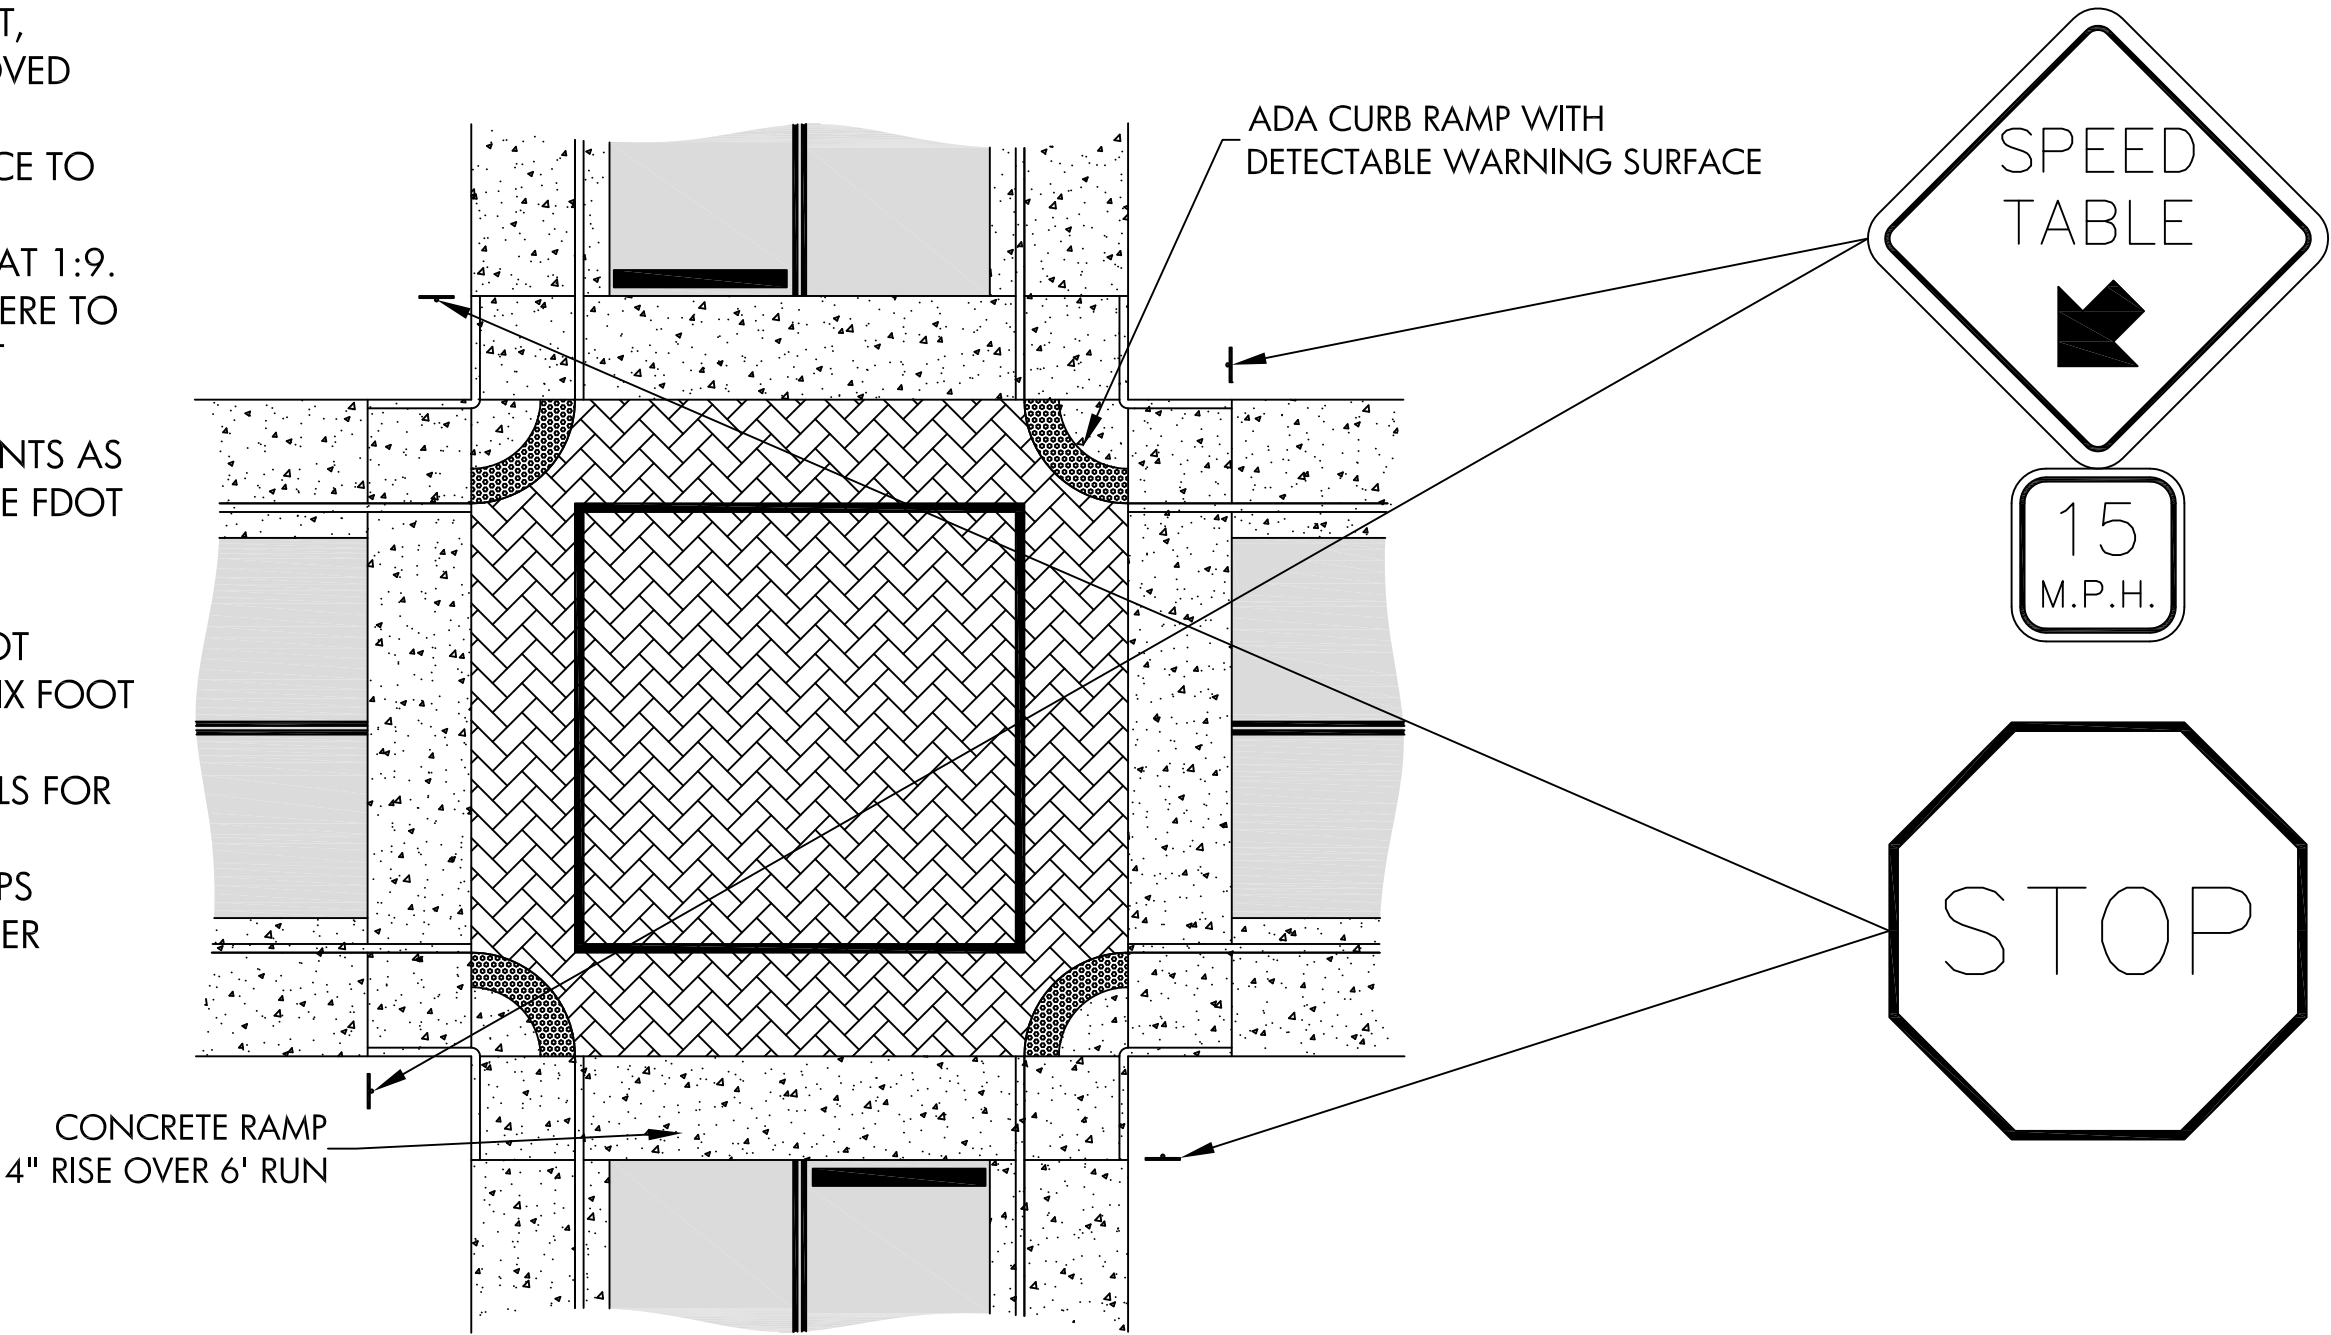 T,
OVED
CE TO
AT 1:9.
ERE TO
T
NTS AS
E FDOT
OT
IX FOOT
LS FOR
PS
ER
ADA CURB RAMP WITH
DETECTABLE WARNING SURFACE
SPEED
TABLE
15
M.P.H.
STOP
CONCRETE RAMP
4" RISE OVER 6' RUN